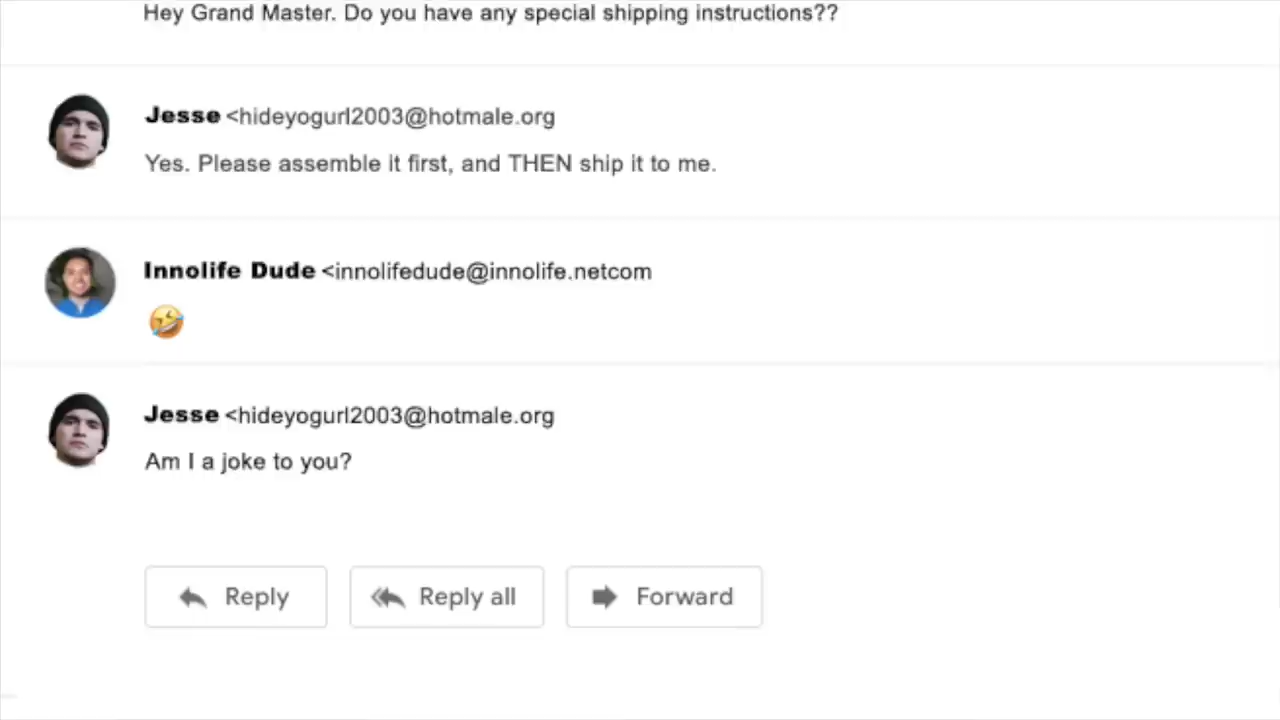 Hey Grand Master. Do you have any special shipping instructions??
Jesse <hideyogurl2003@hotmale.org
Yes. Please assemble it first, and THEN ship it to me.
Innolife Dude <innolifedude@innolife.netcom
🤣
Jesse <hideyogurl2003@hotmale.org
Am I a joke to you?
Reply
Reply all
Forward